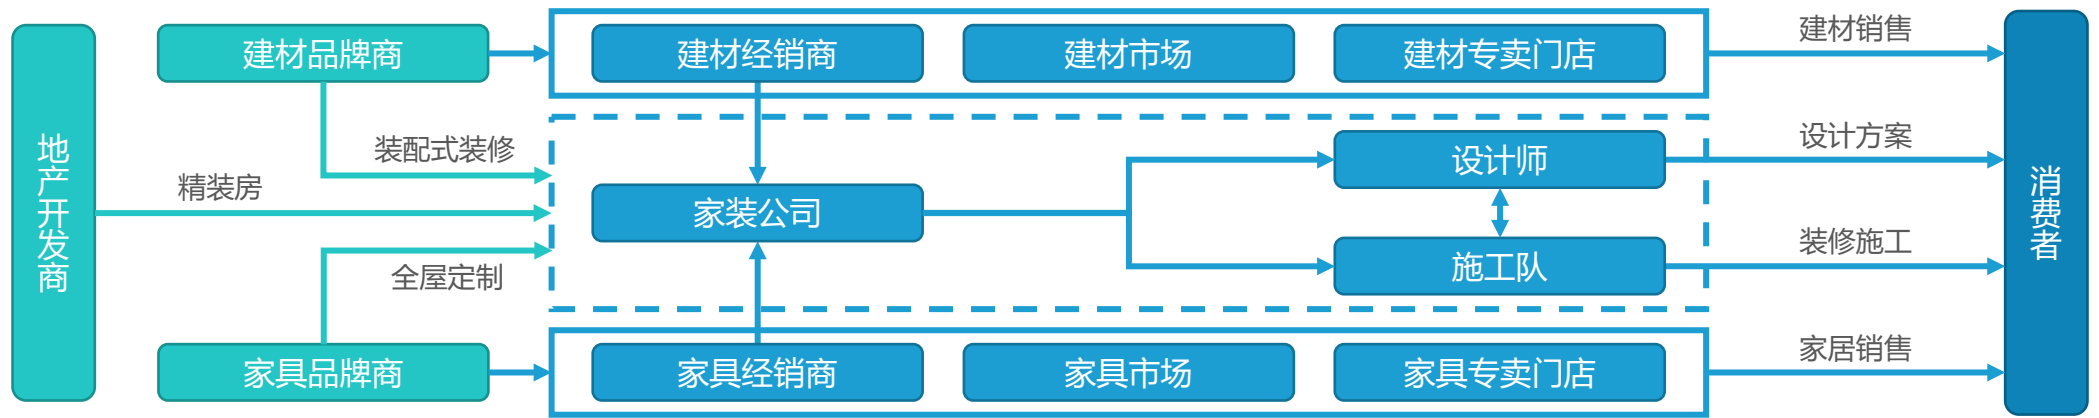 地产开发商
建材品牌商
建材经销商
建材市场
建材专卖门店
建材销售
装配式装修
精装房
全屋定制
家装公司
设计师
施工队
设计方案
装修施工
家具品牌商
家具经销商
家具市场
家具专卖门店
家居销售
消费者